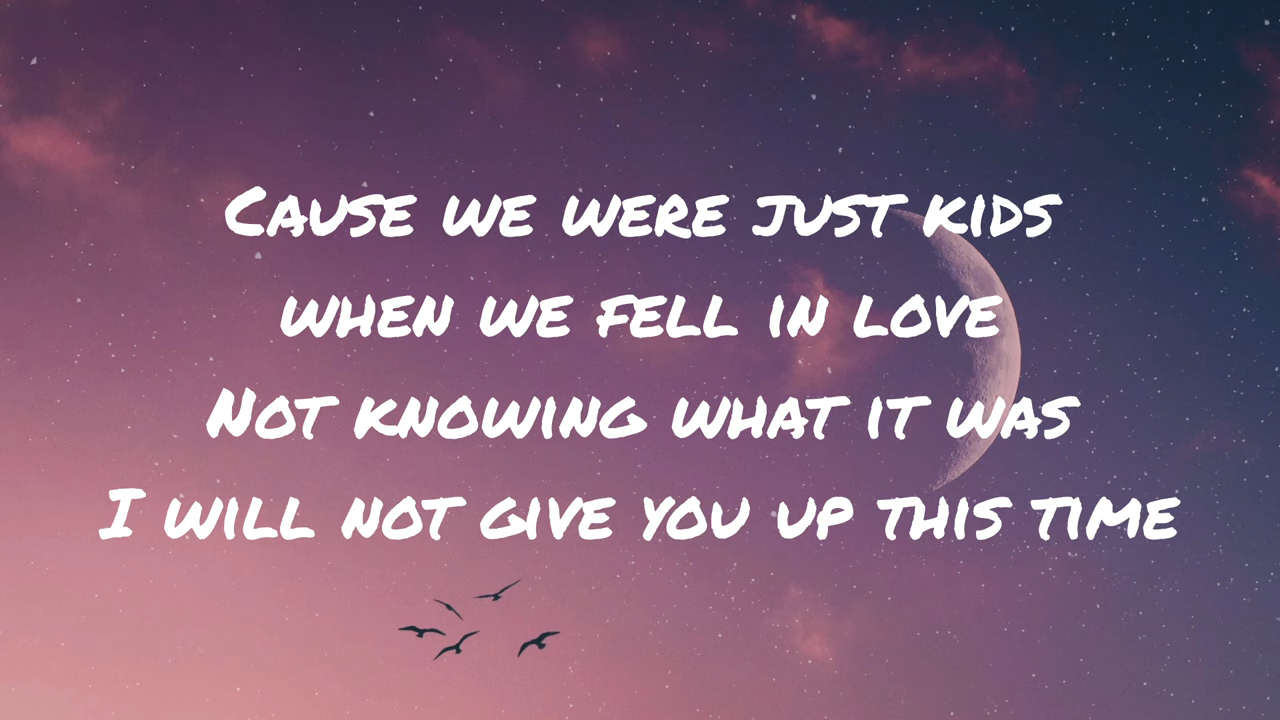 Cause we were just kids
when we fell in love
Not knowing what it was
I will not give you up this time